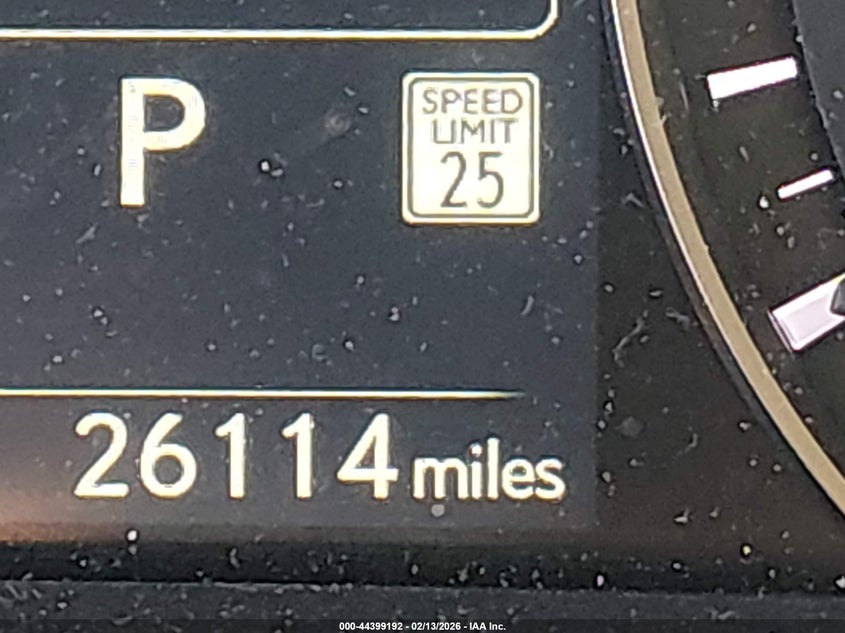 P
SPEED
LIMIT
25
26114 miles
000-44399192 - 02/13/2026 - IAA Inc.